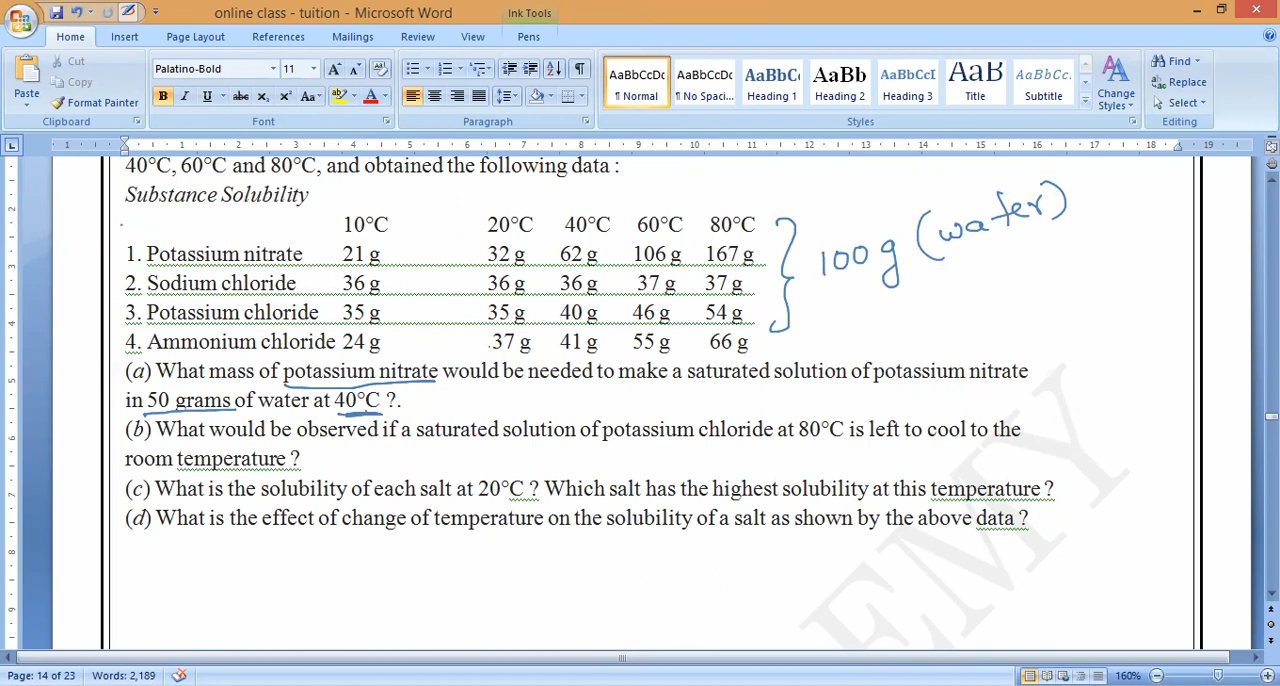 online class - tuition - Microsoft Word
Ink Tools
Home Insert Page Layout References Mailings Review View Pens
Paste
Cut
Copy
Format Painter
Clipboard
Palatino-Bold 11
Font
Paragraph
AaBbCcDc AaBbCcDc AaBbC AaBb AaBbCcI AaB AaBbCc.
¶ Normal ¶ No Spaci... Heading 1 Heading 2 Heading 3 Title Subtitle
Change Styles
Styles
Find
Replace
Select
Editing
40°C, 60°C and 80°C, and obtained the following data :
Substance Solubility
10°C 20°C 40°C 60°C 80°C
1. Potassium nitrate 21 g 32 g 62 g 106 g 167 g
2. Sodium chloride 36 g 36 g 36 g 37 g 37 g
3. Potassium chloride 35 g 35 g 40 g 46 g 54 g
4. Ammonium chloride 24 g 37 g 41 g 55 g 66 g
100 g (water)
(a) What mass of potassium nitrate would be needed to make a saturated solution of potassium nitrate
in 50 grams of water at 40°C ?.
(b) What would be observed if a saturated solution of potassium chloride at 80°C is left to cool to the
room temperature ?
(c) What is the solubility of each salt at 20°C ? Which salt has the highest solubility at this temperature ?
(d) What is the effect of change of temperature on the solubility of a salt as shown by the above data ?
EMY
Page: 14 of 23 Words: 2,189 160%